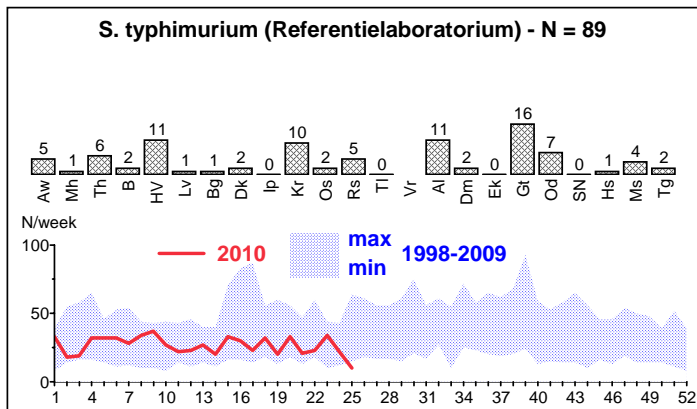 S. typhimurium (Referentielaboratorium) - N = 89
5 1 6 2 11 1 1 2 0 10 2 5 0 11 2 0 16 7 0 1 4 2
Aw Mh Th B HV Lv Bg Dk Ip Kr Os Rs Tl Vr Al Dm Ek Gt Od SN Hs Ms Tg
N/week
100
2010
max
min
1998-2009
50
0
1 4 7 10 13 16 19 22 25 28 31 34 37 40 43 46 49 52